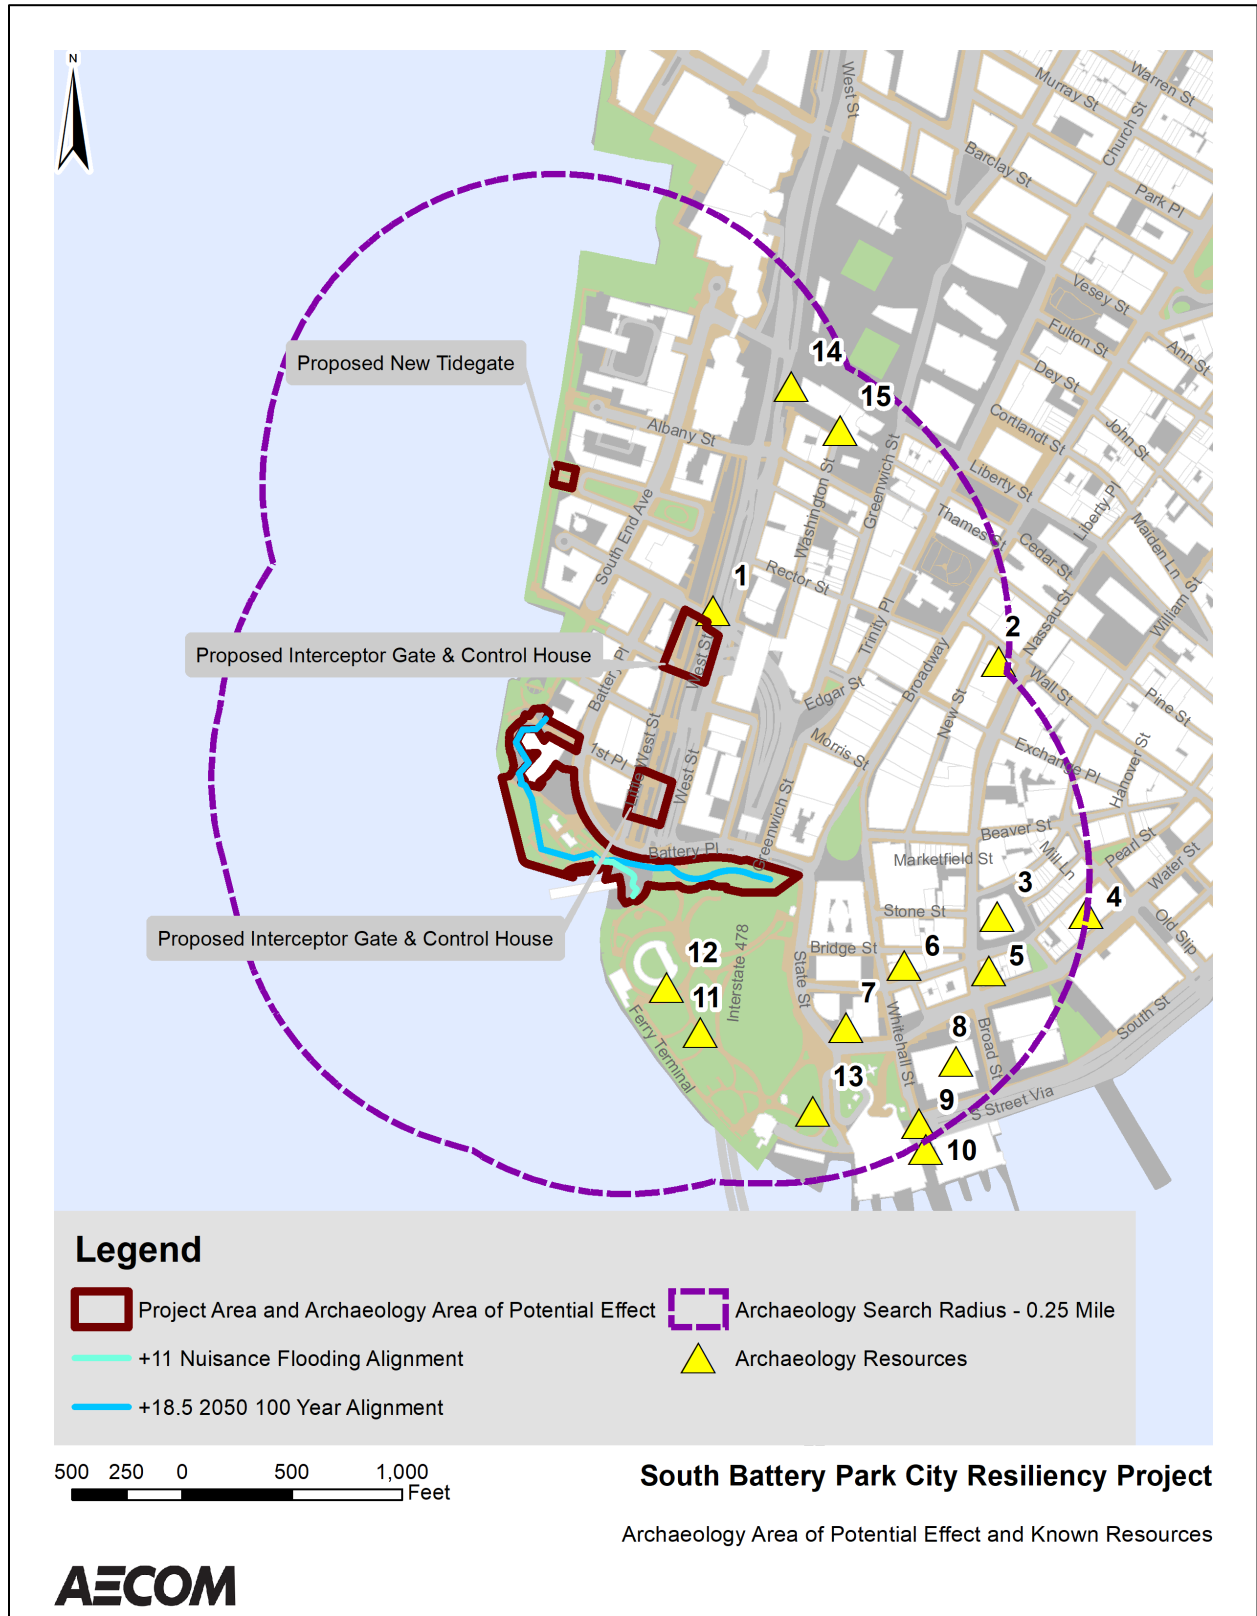 N
West St
Murray St
Warren St
Church St
Barclay St
Park Pl
Vesey St
Fulton St
Ann St
Dey St
Proposed New Tidegate
14
15
Albany St
Cortlandt St
John St
Liberty St
Liberty Pl
Maiden Ln
Washington St
Greenwich St
South End Ave
Thames St
Cedar St
William St
Rector St
1
Nassau St
2
Trinity Pl
Proposed Interceptor Gate & Control House
West St
Battery Pl
Edgar St
Broadway
New St
Wall St
Pine St
Morris St
Exchange Pl
Hanover St
1st Pl
Little West St
West St
Greenwich St
Battery Pl
Beaver St
Marketfield St
Mill Ln
Pearl St
Water St
3
4
Stone St
Old Slip
Proposed Interceptor Gate & Control House
12
Interstate 478
Bridge St
6
5
State St
11
7
Whitehall St
Ferry Terminal
8
Broad St
South St
13
9
S Street Via
10
Legend
Project Area and Archaeology Area of Potential Effect
Archaeology Search Radius - 0.25 Mile
+11 Nuisance Flooding Alignment
Archaeology Resources
+18.5 2050 100 Year Alignment
500 250 0 500 1,000
Feet
South Battery Park City Resiliency Project
Archaeology Area of Potential Effect and Known Resources
AECOM